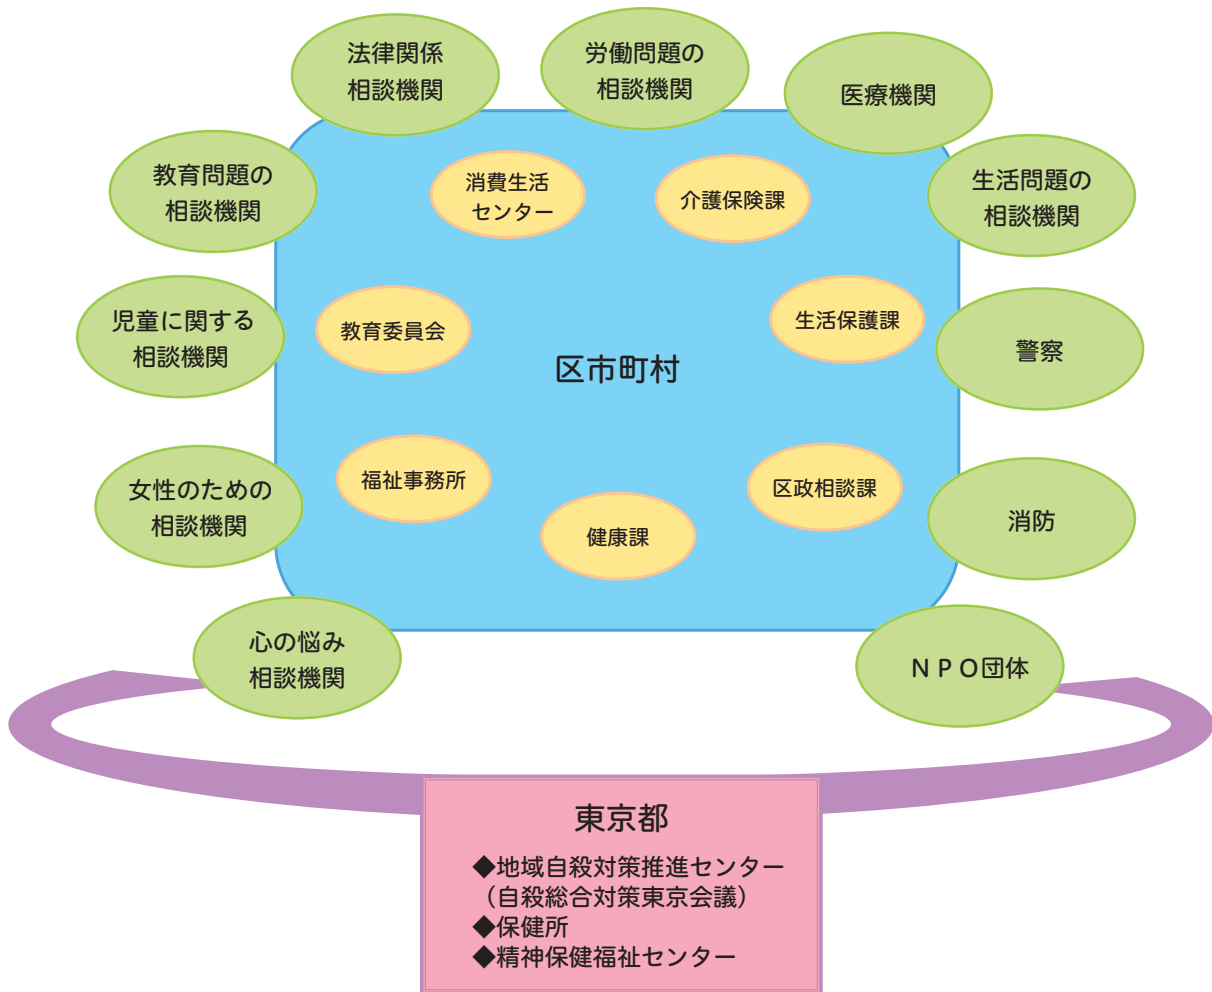 法律関係
相談機関
労働問題の
相談機関
医療機関
教育問題の
相談機関
消費生活
センター
介護保険課
生活問題の
相談機関
児童に関する
相談機関
教育委員会
生活保護課
警察
区市町村
女性のための
相談機関
福祉事務所
健康課
区政相談課
消防
心の悩み
相談機関
ＮＰＯ団体
東京都
◆地域自殺対策推進センター
（自殺総合対策東京会議）
◆保健所
◆精神保健福祉センター